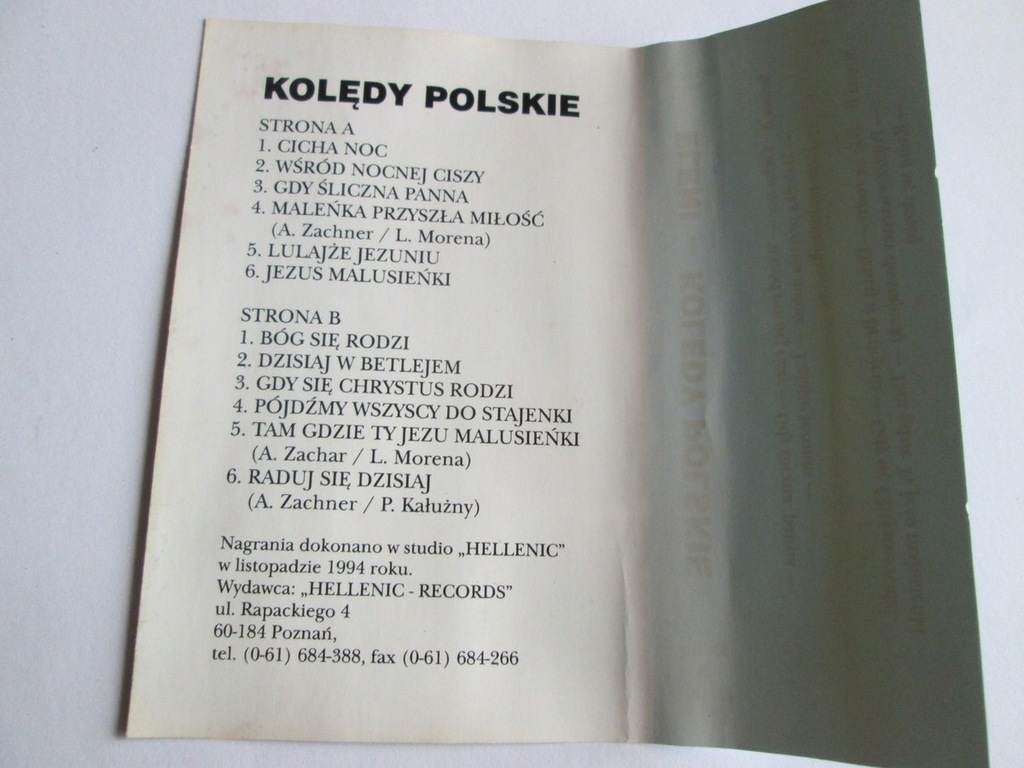 KOLĘDY POLSKIE
STRONA A
1. CICHA NOC
2. WŚRÓD NOCNEJ CISZY
3. GDY ŚLICZNA PANNA
4. MALEŃKA PRZYSZŁA MIŁOŚĆ
(A. Zachner / L. Morena)
5. LULAJŻE JEZUNIU
6. JEZUS MALUSIEŃKI
STRONA B
1. BÓG SIĘ RODZI
2. DZISIAJ W BETLEJEM
3. GDY SIĘ CHRYSTUS RODZI
4. PÓJDŹMY WSZYSCY DO STAJENKI
5. TAM GDZIE TY JEZU MALUSIEŃKI
(A. Zachar / L. Morena)
6. RADUJ SIĘ DZISIAJ
(A. Zachner / P. Kałużny)
Nagrania dokonano w studio „HELLENIC”
w listopadzie 1994 roku.
Wydawca: „HELLENIC - RECORDS”
ul. Rapackiego 4
60-184 Poznań,
tel. (0-61) 684-388, fax (0-61) 684-266
KOLĘDY POLSKIE